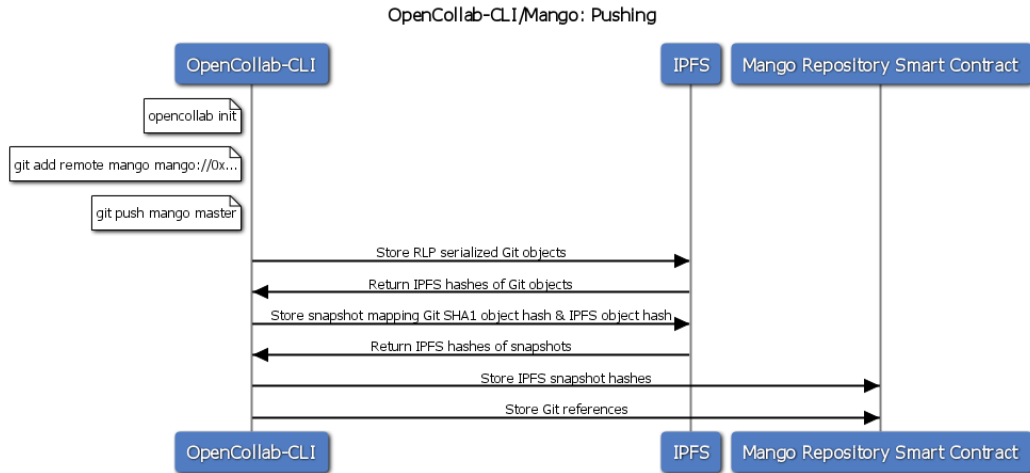 OpenCollab-CLI/Mango: Pushing
OpenCollab-CLI
IPFS
Mango Repository Smart Contract
opencollab init
git add remote mango mango://0x...
git push mango master
Store RLP serialized Git objects
Return IPFS hashes of Git objects
Store snapshot mapping Git SHA1 object hash & IPFS object hash
Return IPFS hashes of snapshots
Store IPFS snapshot hashes
Store Git references
OpenCollab-CLI
IPFS
Mango Repository Smart Contract